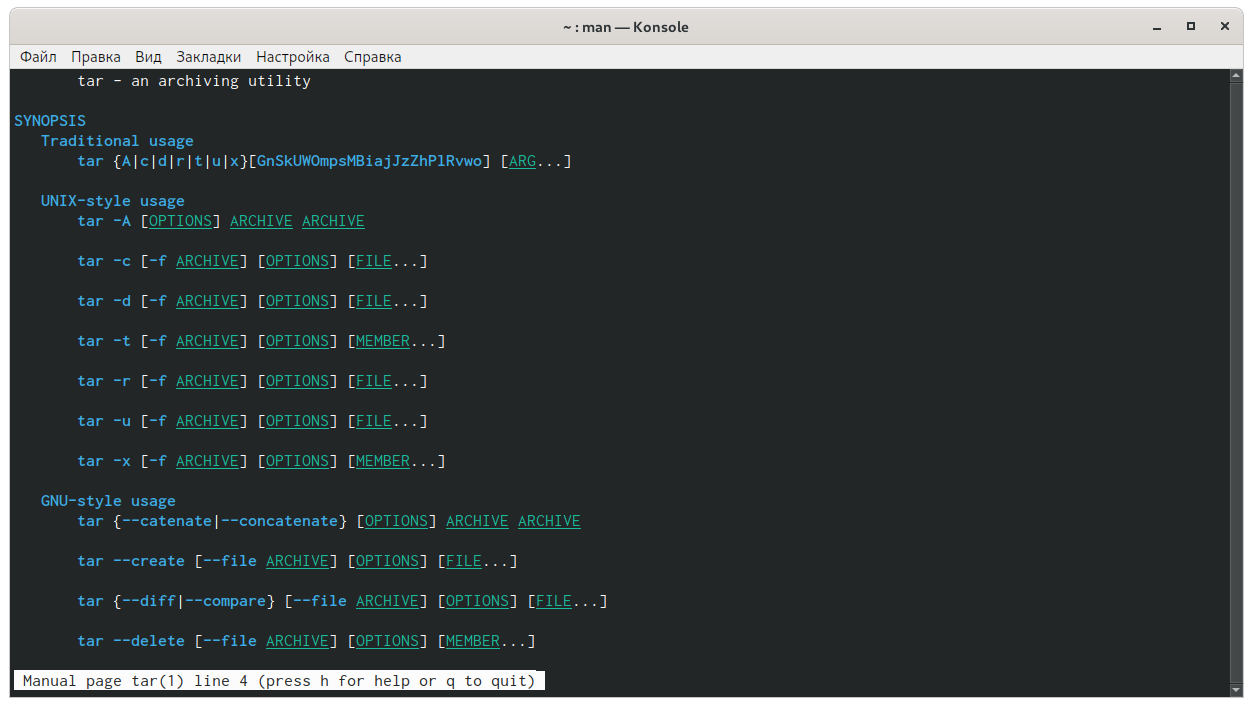 ~ : man — Konsole
Файл Правка Вид Закладки Настройка Справка
tar - an archiving utility
SYNOPSIS
Traditional usage
tar {A|c|d|r|t|u|x}[GnSkUWOmpsMBiajJzZhPlRvwo] [ARG...]
UNIX-style usage
tar -A [OPTIONS] ARCHIVE ARCHIVE
tar -c [-f ARCHIVE] [OPTIONS] [FILE...]
tar -d [-f ARCHIVE] [OPTIONS] [FILE...]
tar -t [-f ARCHIVE] [OPTIONS] [MEMBER...]
tar -r [-f ARCHIVE] [OPTIONS] [FILE...]
tar -u [-f ARCHIVE] [OPTIONS] [FILE...]
tar -x [-f ARCHIVE] [OPTIONS] [MEMBER...]
GNU-style usage
tar {--catenate|--concatenate} [OPTIONS] ARCHIVE ARCHIVE
tar --create [--file ARCHIVE] [OPTIONS] [FILE...]
tar {--diff|--compare} [--file ARCHIVE] [OPTIONS] [FILE...]
tar --delete [--file ARCHIVE] [OPTIONS] [MEMBER...]
Manual page tar(1) line 4 (press h for help or q to quit)